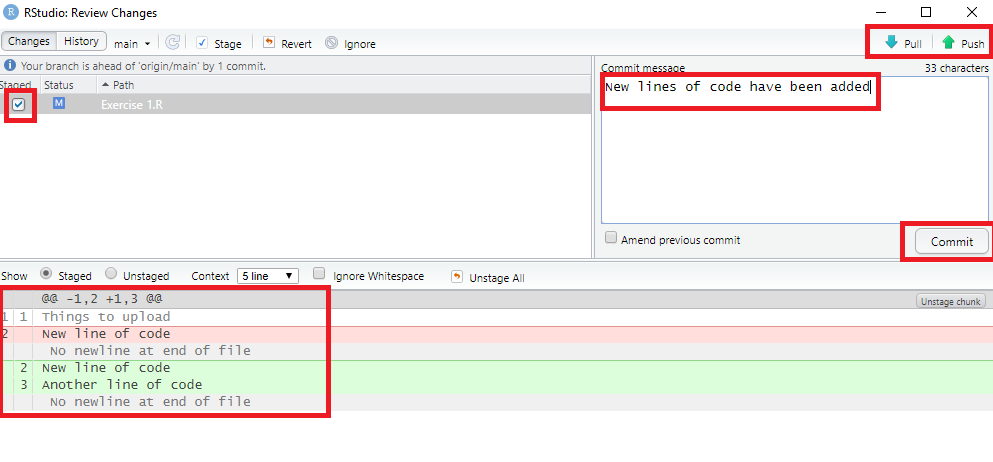 R RStudio: Review Changes
Changes History main Stage Revert Ignore Pull Push
Your branch is ahead of 'origin/main' by 1 commit.
Staged Status Path
M Exercise 1.R
Commit message 33 characters
New lines of code have been added
Amend previous commit Commit
Show Staged Unstaged Context 5 line Ignore Whitespace Unstage All
@@ -1,2 +1,3 @@ Unstage chunk
1 1 Things to upload
2 New line of code
No newline at end of file
2 New line of code
3 Another line of code
No newline at end of file